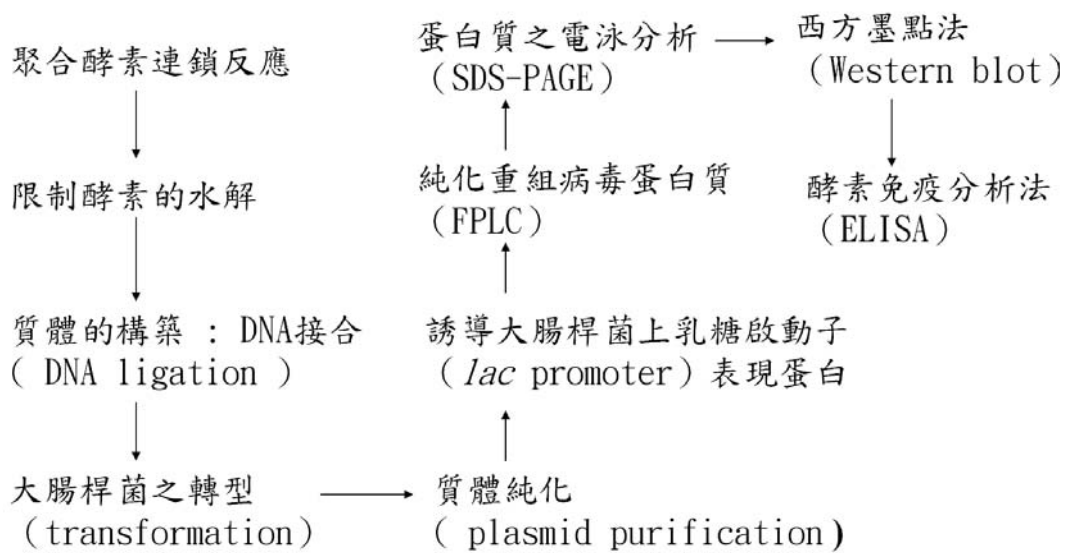 聚合酵素連鎖反應
限制酵素的水解
質體的構築 : DNA接合
( DNA ligation )
大腸桿菌之轉型
(transformation)
質體純化
( plasmid purification)
誘導大腸桿菌上乳糖啟動子
(lac promoter)表現蛋白
純化重組病毒蛋白質
(FPLC)
蛋白質之電泳分析
(SDS-PAGE)
西方墨點法
(Western blot)
酵素免疫分析法
(ELISA)